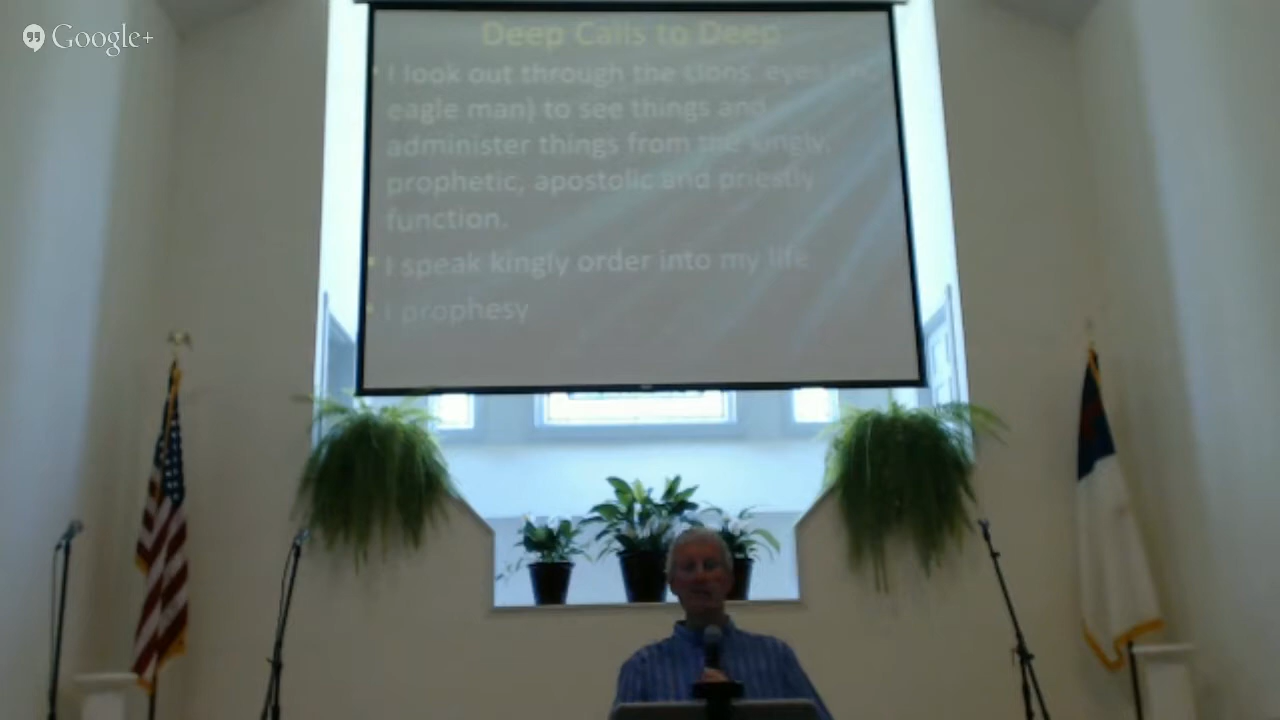 Google+
Deep Calls to Deep
I look out through the lions' eyes
eagle man) to see things and
administer things from the kingly,
prophetic, apostolic and priestly
function.
I speak kingly order into my life
I prophesy